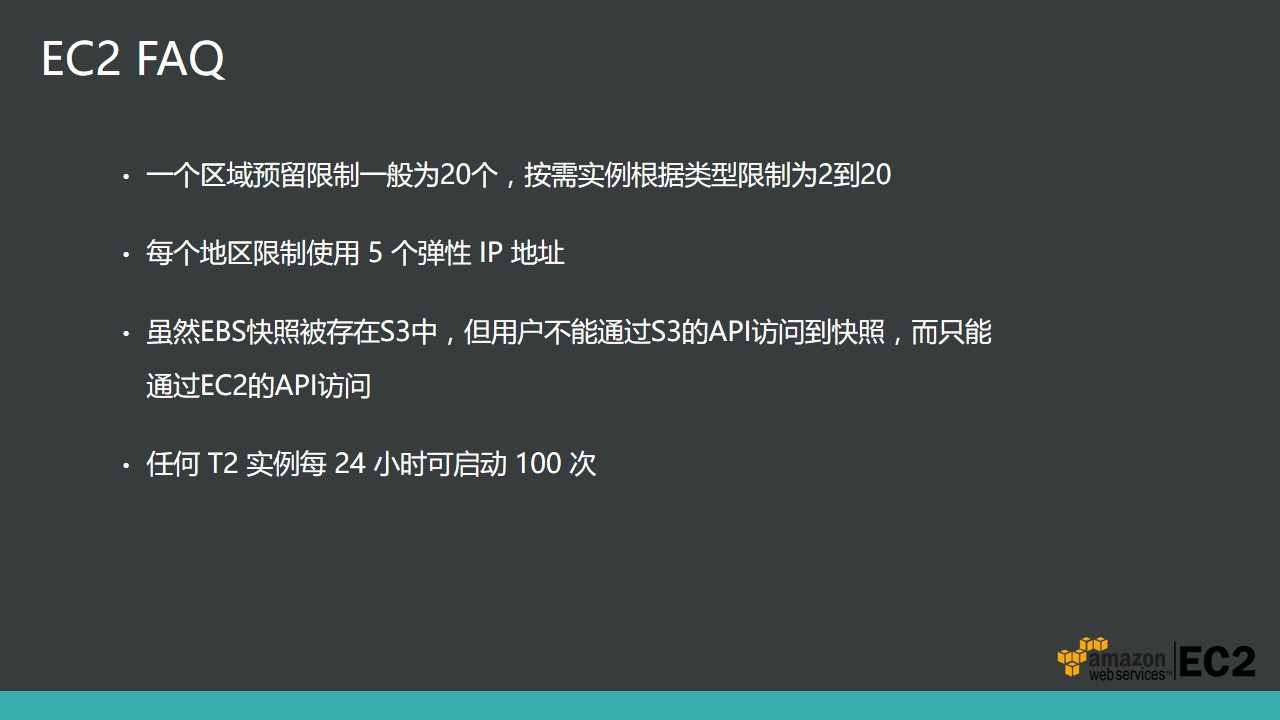 EC2 FAQ
• 一个区域预留限制一般为20个，按需实例根据类型限制为2到20
• 每个地区限制使用 5 个弹性 IP 地址
• 虽然EBS快照被存在S3中，但用户不能通过S3的API访问到快照，而只能
通过EC2的API访问
• 任何 T2 实例每 24 小时可启动 100 次
amazon
webservices™
EC2